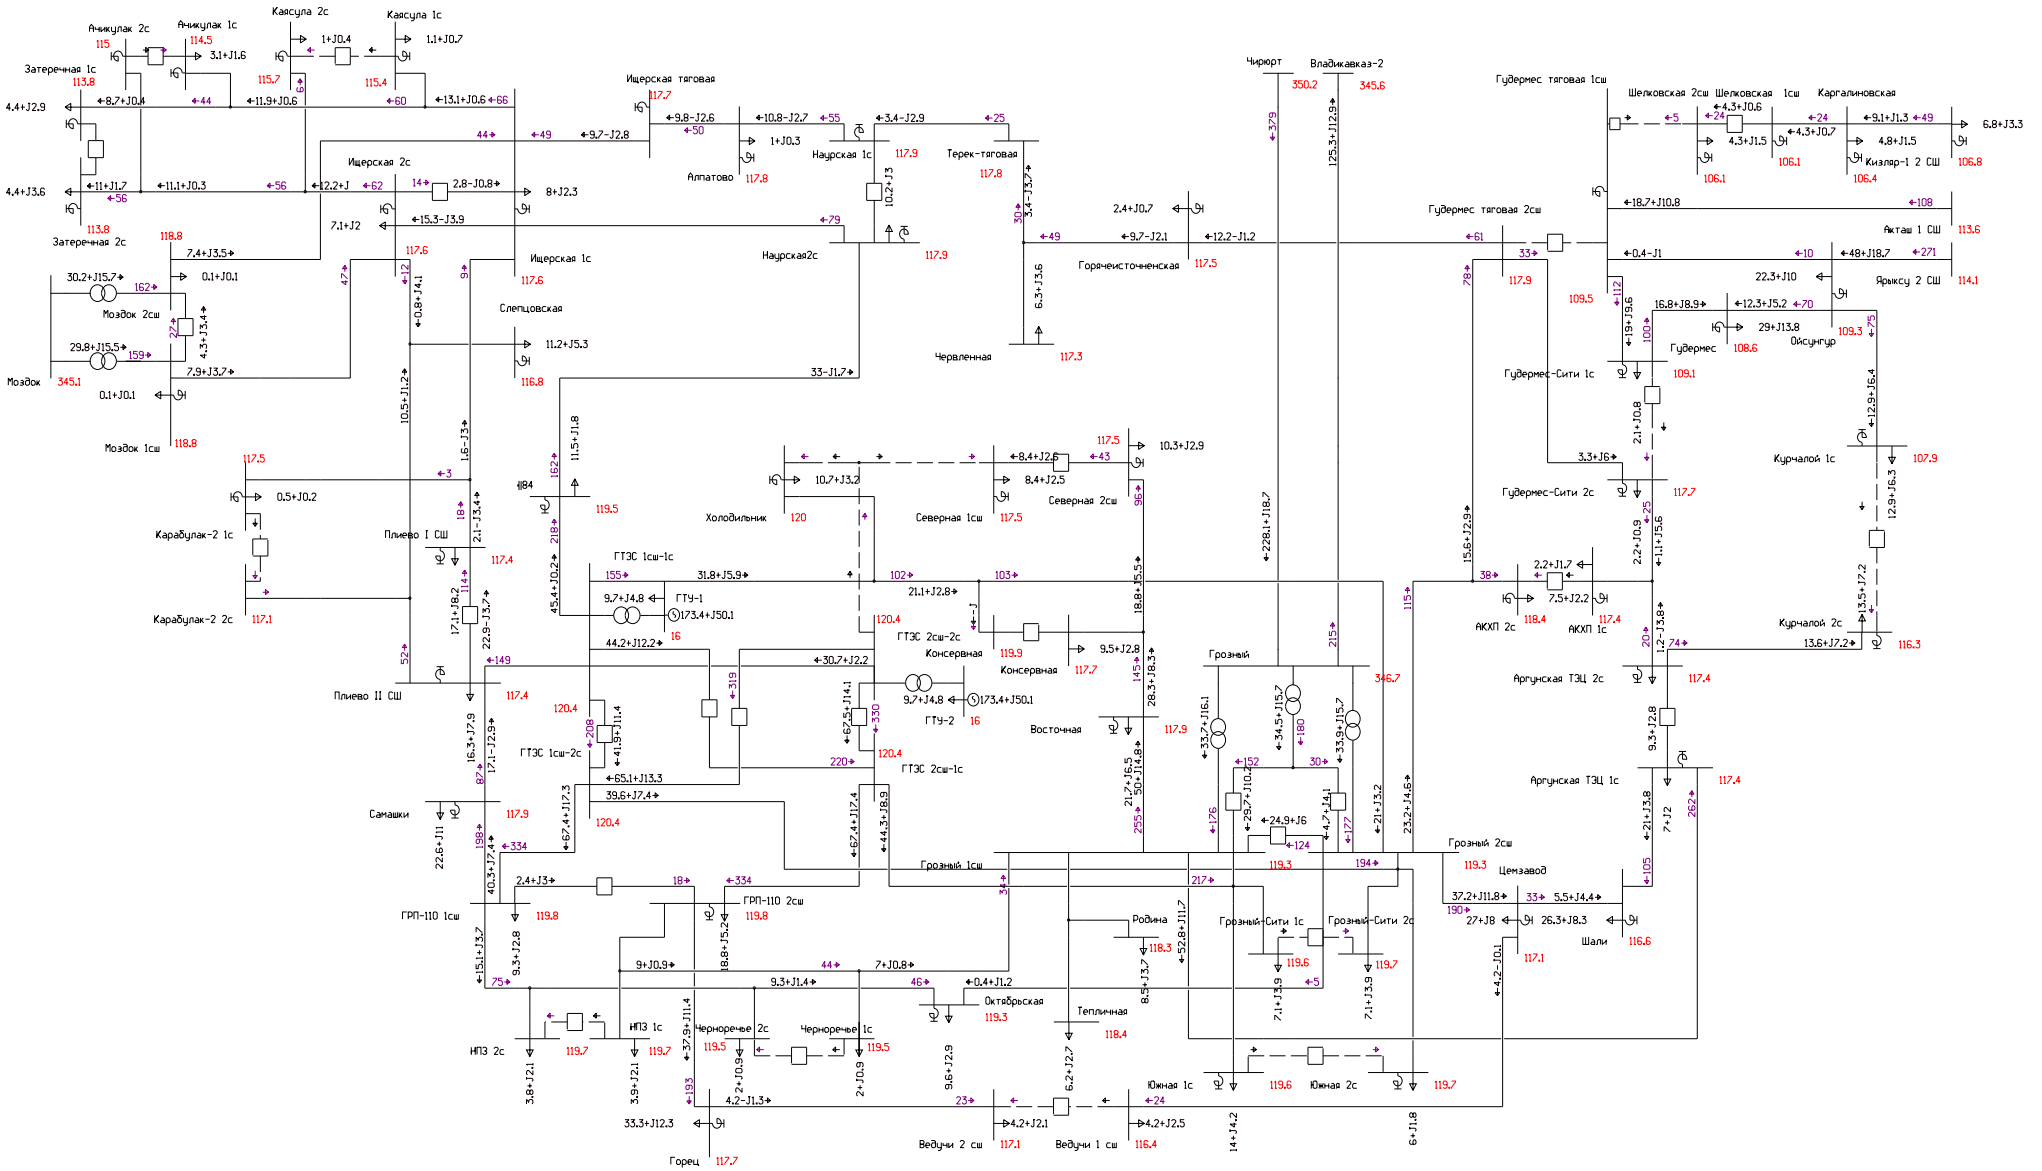 Ачикулак 2с
115
Ачикулак 1с
114.5
3.1+J1.6
Каясула 2с
1+J0.4
115.7
6→
Каясула 1с
1.1+J0.7
115.4
Затеречная 1с
113.8
4.4+J2.9
←8.7+J0.4
←44
←11.9+J0.6
←60
←13.1+J0.6
←66
4.4+J3.6
←11+J1.7
←56
←11.1+J0.3
←56
←12.2+J
←62
14→
2.8-J0.8→
8+J2.3
113.8
Затеречная 2с
Ищерская 2с
7.1+J2
←15.3-J3.9
←79
117.6
Ищерская 1с
117.6
44→
←49
←9.7-J2.8
Ищерская тяговая
117.7
←9.8-J2.6
←50
←10.8-J2.7
←55
1+J0.3
Алпатово
117.8
Наурская 1с
117.9
←3.4-J2.9
←25
Терек-тяговая
117.8
10.2+J3
Наурская2с
117.9
30→
3.4-J3.7→
←49
←9.7-J2.1
2.4+J0.7
Горячеисточненская
117.5
←12.2-J1.2
←61
6.3+J3.6
Червленная
117.3
118.8
7.4+J3.5→
0.1+J0.1
30.2+J15.7→
162→
Моздок 2сш
27→
4.3+J3.4→
29.8+J15.5→
159→
Моздок
345.1
7.9+J3.7→
0.1+J0.1
Моздок 1сш
118.8
47→
←12
←0.8+J4.1
9→
Слепцовская
11.2+J5.3
116.8
10.5+J1.2→
1.6-J3→
33-J1.7→
117.5
←3
0.5+J0.2
Карабулак-2 1с
Карабулак-2 2с
117.1
Плиево I СШ
117.4
18→
2.1-J3.4→
114→
17.1+J8.2
22.9-J3.7→
52→
Плиево II СШ
117.4
16.3+J7.9
←149
17.1-J2.9→
87→
Самашки
117.9
22.6+J11
198→
40.3+J7.4→
162→
11.5+J1.8
Ц84
119.5
218→
45.4+J0.2→
ГТЭС 1сш-1с
155→
31.8+J5.9→
9.7+J4.8
ГТУ-1
173.4+J50.1
16
44.2+J12.2→
←319
←30.7+J2.2
120.4
←208
←41.9+J11.4
ГТЭС 1сш-2с
←65.1+J13.3
39.6+J7.4→
120.4
←67.4+J17.3
←334
Холодильник
120
10.7+J3.2
102→
103→
21.1+J2.8→
120.4
ГТЭС 2сш-2с
←-J
Консервная
119.9
Консервная
117.7
9.5+J2.8
9.7+J4.8
173.4+J50.1
ГТУ-2
16
←67.5+J14.1
←330
120.4
ГТЭС 2сш-1с
220→
←67.4+J17.4
←44.3+J8.9
←8.4+J2.6
←43
8.4+J2.5
Северная 1сш
117.5
117.5
10.3+J2.9
Северная 2сш
96→
18.8+J5.5→
145→
28.3+J8.3→
Восточная
117.9
21.7+J6.5
50+J14.8→
255→
Чирюрт
350.2
←379
←228.1+J18.7
Владикавказ-2
345.6
125.3+J12.9→
215→
Грозный
346.7
←33.7+J16.1
←34.5+J15.7
←180
←33.9+J15.7
←152
30→
←29.7+J10.2
←4.7+J4.1
←177
←176
←21+J3.2
←24.9+J6
←124
Грозный 1сш
119.3
Грозный 2сш
119.3
194→
23.2+J4.6→
115→
217→
34→
Гудермес тяговая 1сш
Шелковская 2сш
Шелковская 1сш
Каргалиновская
←5
←24
←4.3+J0.6
←4.3+J0.7
←24
←9.1+J1.3
←49
6.8+J3.3
4.3+J1.5
4.8+J1.5
Кизляр-1 2 СШ
106.1
106.1
106.4
106.8
←18.7+J10.8
←108
Акташ 1 СШ
113.6
Гудермес тяговая 2сш
33→
78→
117.9
←0.4-J1
←10
←48+J18.7
←271
22.3+J10
Ярыксу 2 СШ
114.1
109.5
←112
←19+J9.6
100→
16.8+J8.9→
←12.3+J5.2
←70
29+J13.8
Гудермес
108.6
Ойсунгур
109.3
←75
←12.9+J6.4
Гудермес-Сити 1с
109.1
2.1+J0.8
3.3+J6→
Гудермес-Сити 2с
117.7
Курчалой 1с
107.9
12.9+J6.3
←25
←1.1+J5.6
2.2+J0.9
15.6+J2.9→
38→
2.2+J1.7
7.5+J2.2
АКХП 2с
118.4
АКХП 1с
117.4
20→
1.2-J3.8→
74→
13.6+J7.2→
13.5+J7.2
Курчалой 2с
116.3
Аргунская ТЭЦ 2с
117.4
9.3+J2.8
Аргунская ТЭЦ 1с
117.4
7+J2
←21+J3.8
←105
262→
Цемзавод
37.2+J11.8→
190→
33→
5.5+J4.4→
27+J8
26.3+J8.3
Шали
116.6
117.1
←4.2-J0.1
ГРП-110 1сш
119.8
2.4+J3→
18→
←334
ГРП-110 2сш
119.8
9.3+J2.8
18.8+J5.2
←15.1+J3.7
75→
9+J0.9→
44→
7+J0.8→
9.3+J1.4→
46→
←0.4+J1.2
←5
Октябрьская
119.3
9.6+J2.9
НПЗ 2с
119.7
НПЗ 1с
119.7
3.8+J2.1
3.9+J2.1
←37.9+J11.4
←193
Черноречье 2с
119.5
Черноречье 1с
119.5
2+J0.9
2+J0.9
Родина
118.3
8.5+J3.7
←52.8+J11.7
Тепличная
118.4
6.2+J2.7
Грозный-Сити 1с
119.6
Грозный-Сити 2с
119.7
7.1+J3.9
7.1+J3.9
Южная 1с
119.6
Южная 2с
119.7
14+J4.2
6+J1.8
4.2-J1.3→
23→
←24
33.3+J12.3
Горец
117.7
4.2+J2.1
Ведучи 2 сш
117.1
4.2+J2.5
Ведучи 1 сш
116.4